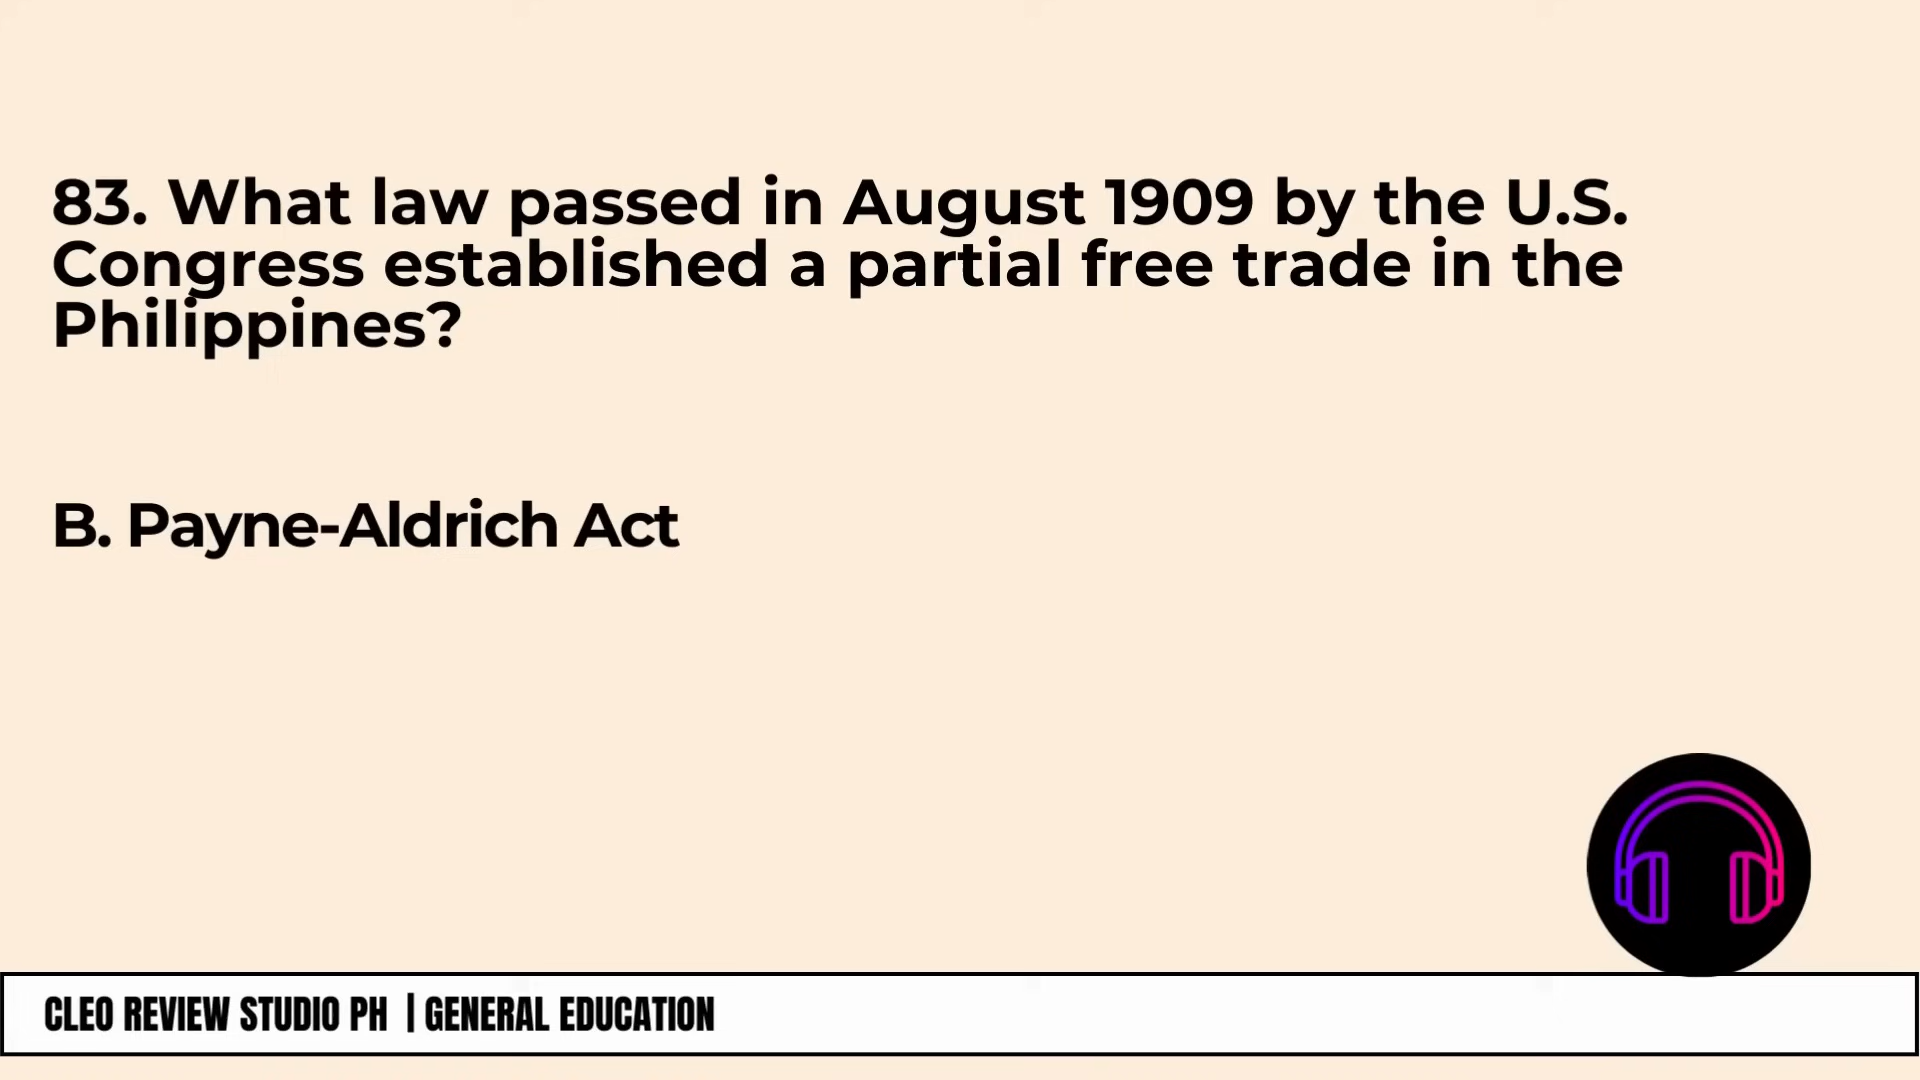 83. What law passed in August 1909 by the U.S.
Congress established a partial free trade in the
Philippines?
B. Payne-Aldrich Act
CLEO REVIEW STUDIO PH | GENERAL EDUCATION